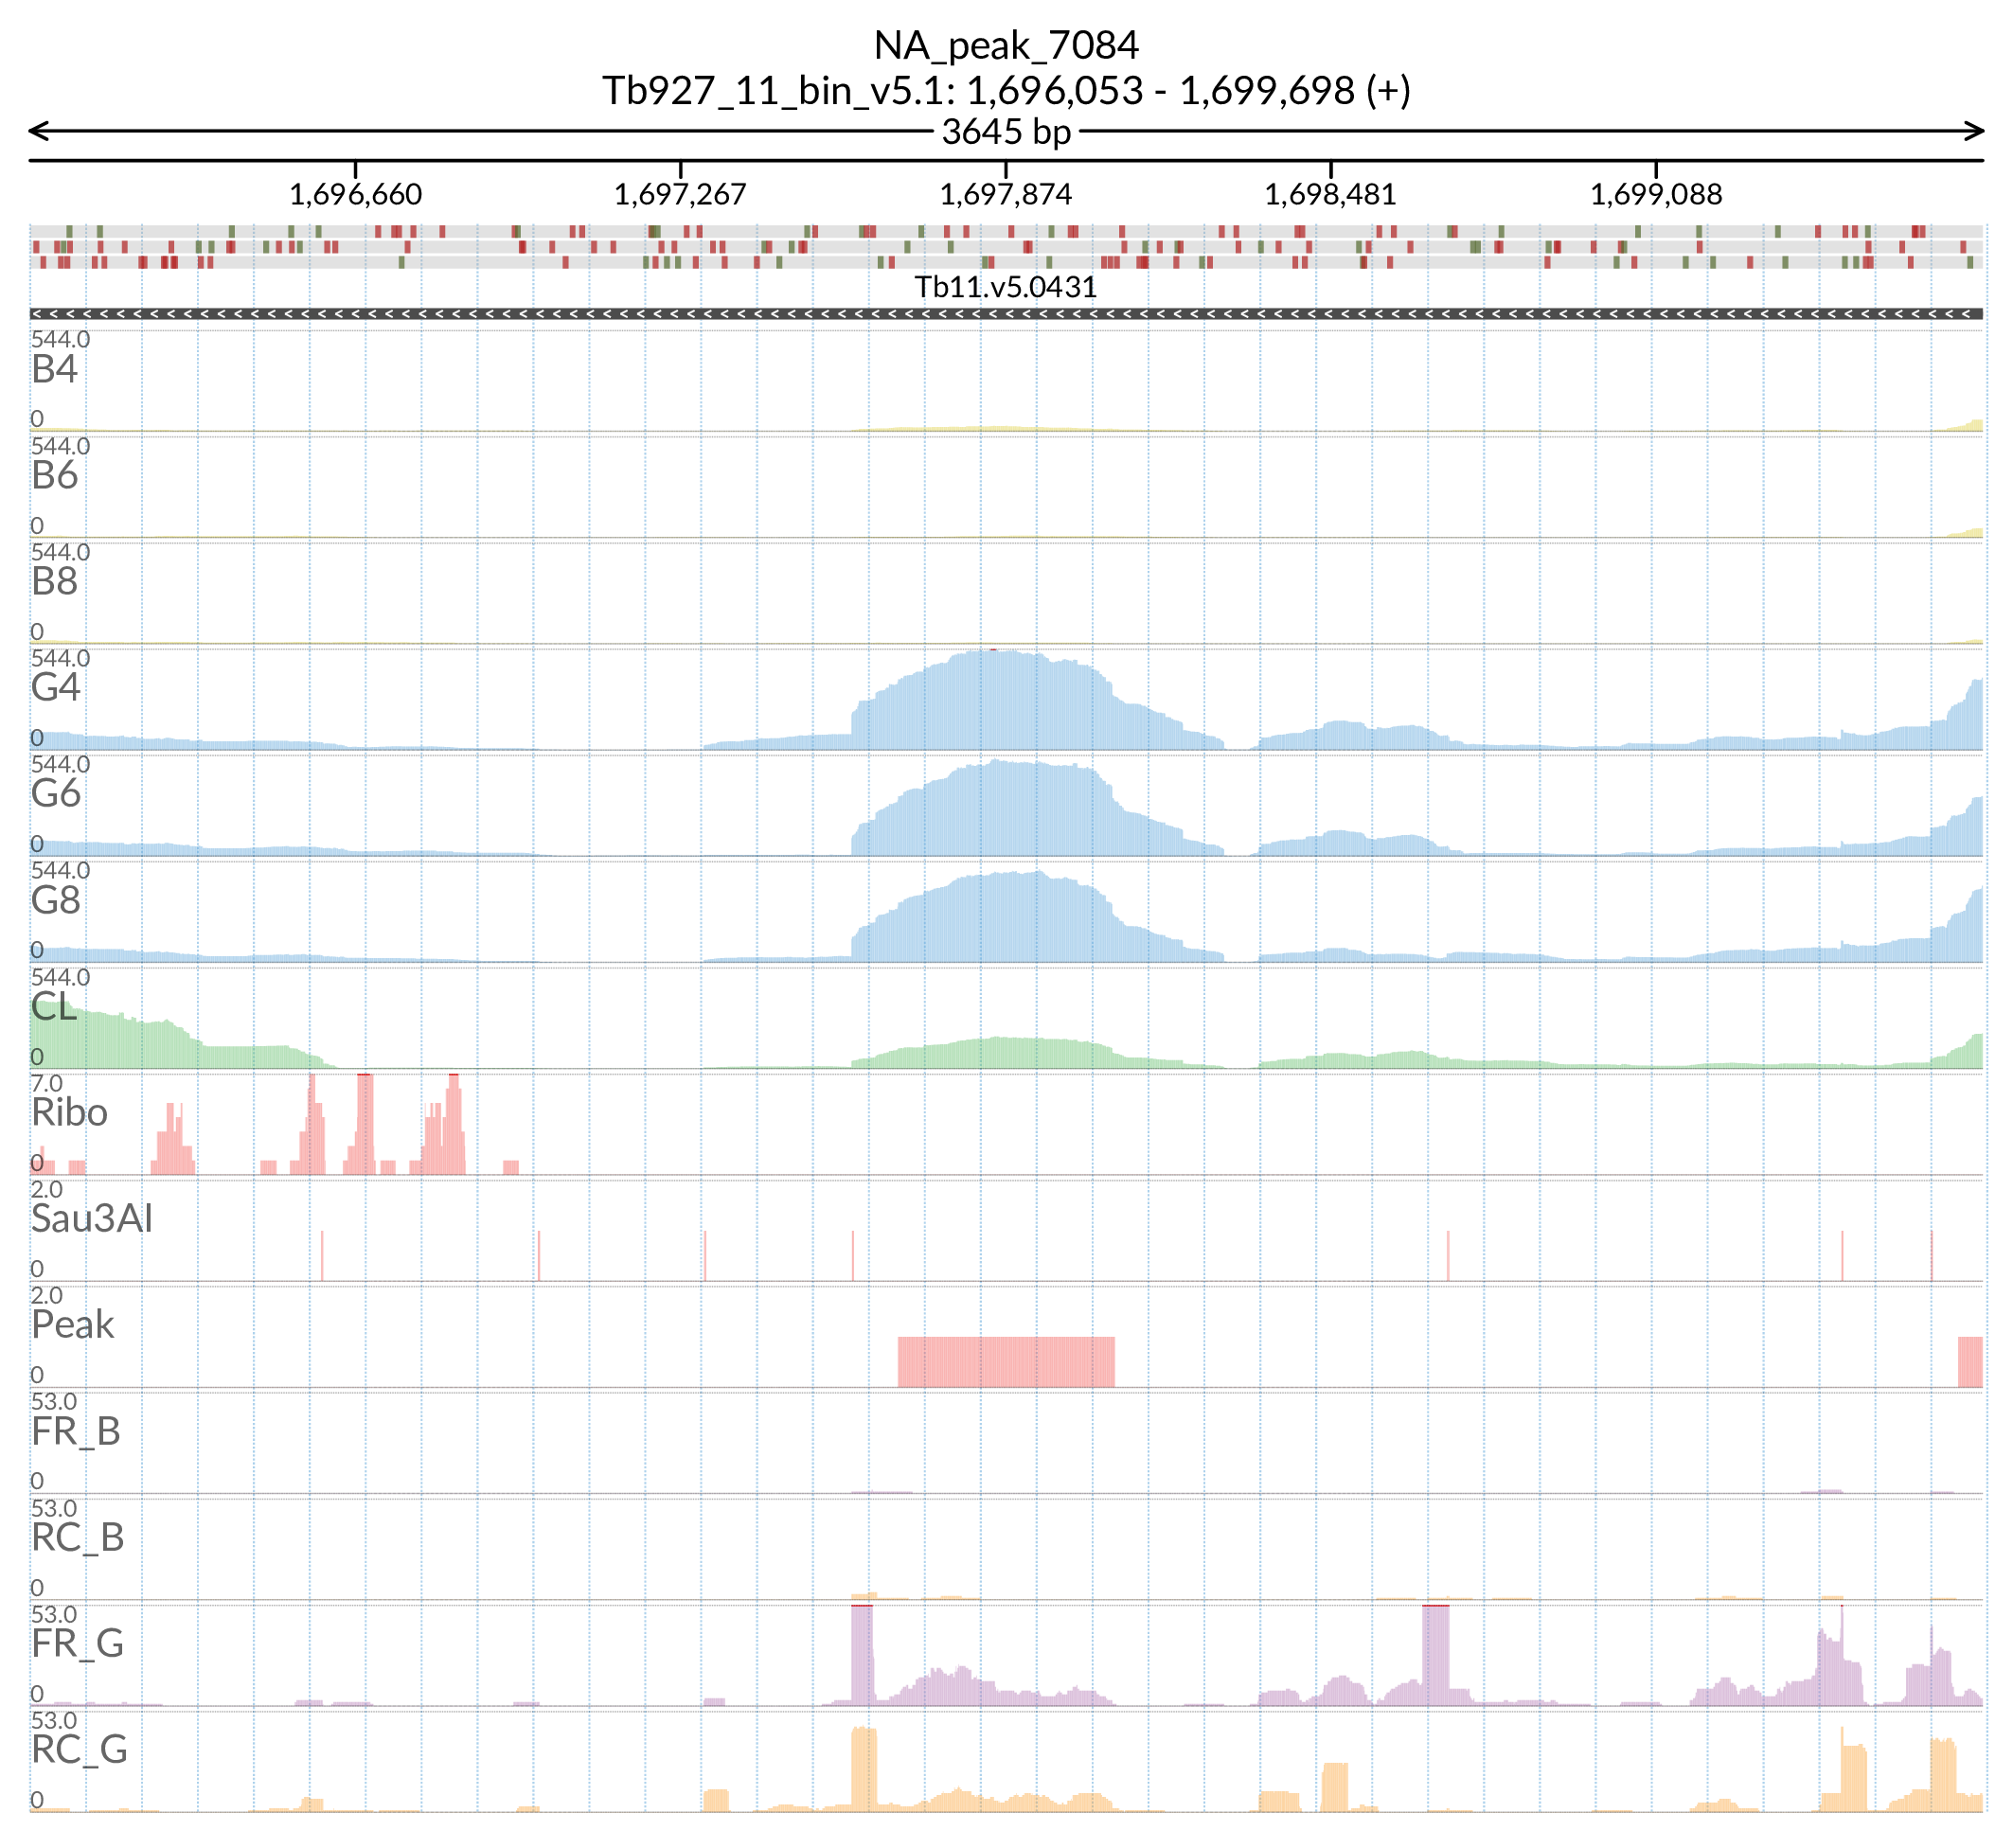 NA_peak_7084
Tb927_11_bin_v5.1: 1,696,053 - 1,699,698 (+)
3645 bp
1,696,660 1,697,267 1,697,874 1,698,481 1,699,088
Tb11.v5.0431
544.0
B4
0
544.0
B6
0
544.0
B8
0
544.0
G4
0
544.0
G6
0
544.0
G8
0
544.0
CL
0
7.0
Ribo
0
2.0
Sau3AI
0
2.0
Peak
0
53.0
FR_B
0
53.0
RC_B
0
53.0
FR_G
0
53.0
RC_G
0